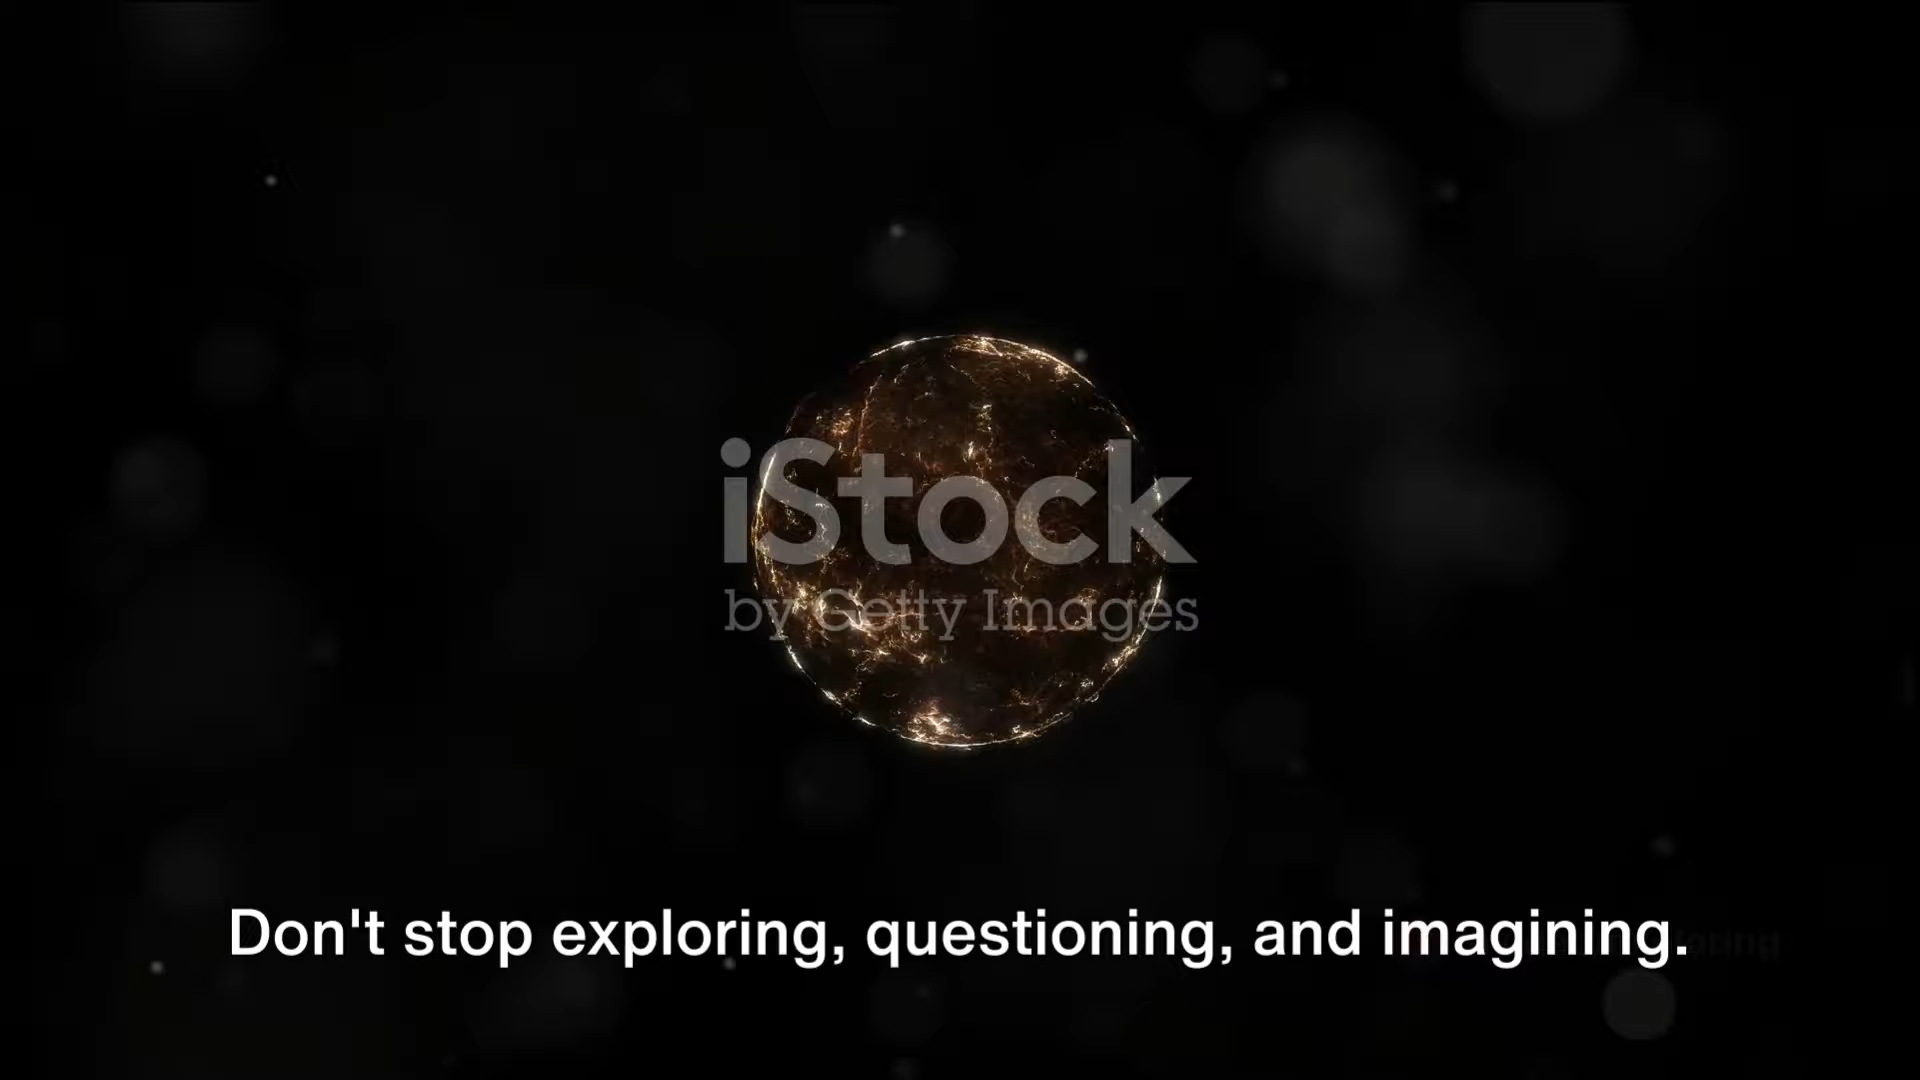 iStock
by Getty Images
Don't stop exploring, questioning, and imagining.